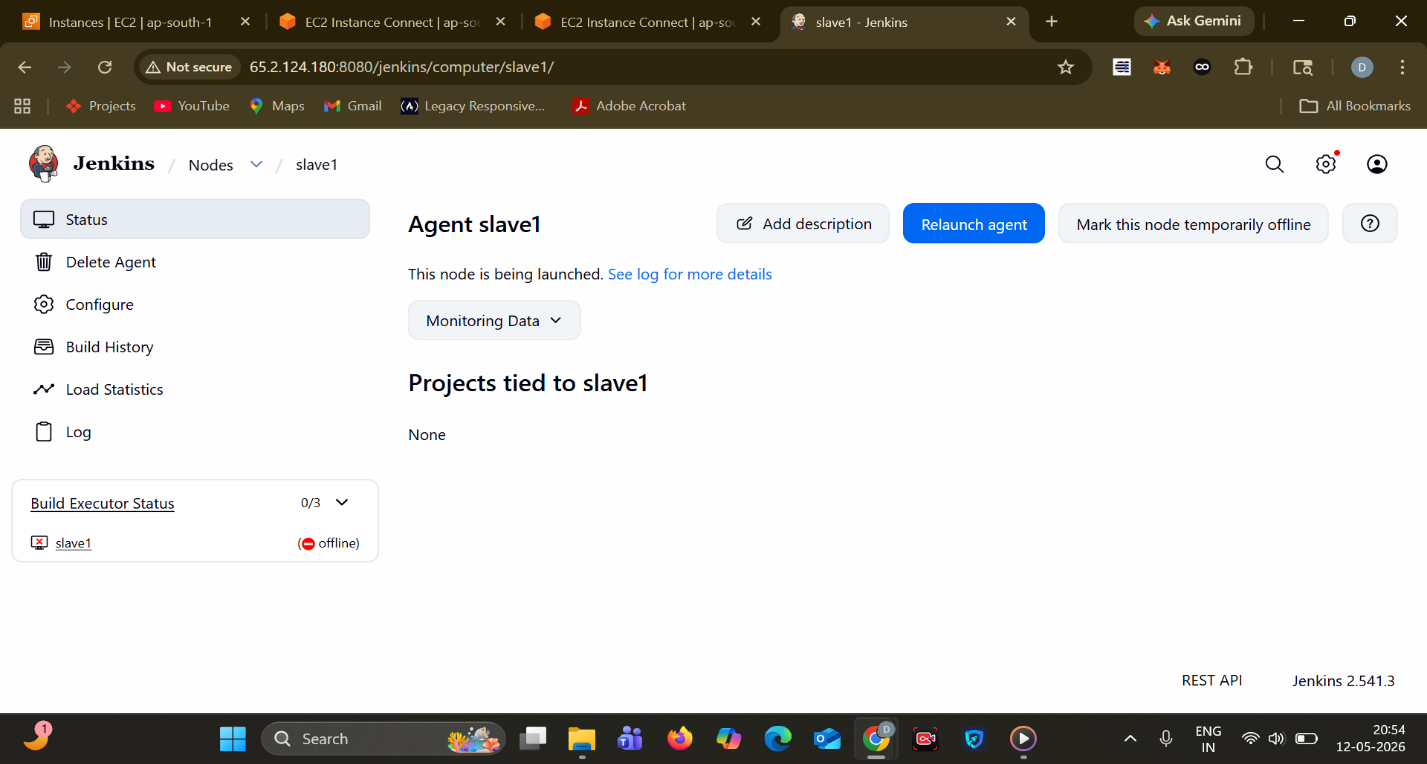 Instances | EC2 | ap-south-1
EC2 Instance Connect | ap-sou
EC2 Instance Connect | ap-sou
slave1 - Jenkins
Ask Gemini
Not secure
65.2.124.180:8080/jenkins/computer/slave1/
D
Projects
YouTube
Maps
Gmail
Legacy Responsive...
Adobe Acrobat
All Bookmarks
Jenkins / Nodes / slave1
Status
Delete Agent
Configure
Build History
Load Statistics
Log
Build Executor Status 0/3
slave1 (offline)
Agent slave1
Add description
Relaunch agent
Mark this node temporarily offline
This node is being launched. See log for more details
Monitoring Data
Projects tied to slave1
None
REST API
Jenkins 2.541.3
1
Search
D
ENG
IN
20:54
12-05-2026